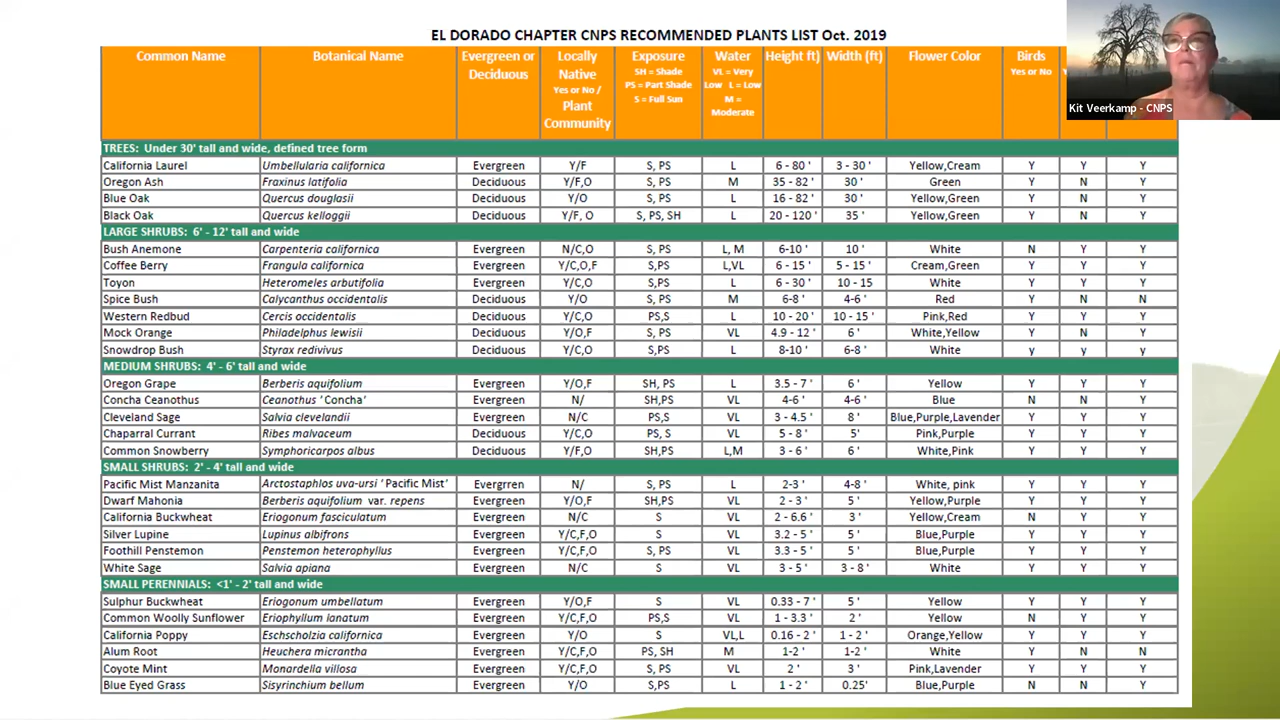 EL DORADO CHAPTER CNPS RECOMMENDED PLANTS LIST Oct. 2019
Common Name Botanical Name Evergreen or Deciduous Locally Native Yes or No / Plant Community Exposure SH = Shade PS = Part Shade S = Full Sun Water VL = Very Low L = Low M = Moderate Height ft) Width (ft) Flower Color Birds Yes or No
Kit Veerkamp - CNPS
TREES: Under 30' tall and wide, defined tree form
California Laurel Umbellularia californica Evergreen Y/F S, PS L 6 - 80 ' 3 - 30 ' Yellow,Cream Y Y Y
Oregon Ash Fraxinus latifolia Deciduous Y/F,O S, PS M 35 - 82 ' 30 ' Green Y N Y
Blue Oak Quercus douglasii Deciduous Y/O S, PS L 16 - 82 ' 30 ' Yellow,Green Y N Y
Black Oak Quercus kelloggii Deciduous Y/F, O S, PS, SH L 20 - 120 ' 35 ' Yellow,Green Y N Y
LARGE SHRUBS: 6' - 12' tall and wide
Bush Anemone Carpenteria californica Evergreen N/C,O S, PS L, M 6-10 ' 10 ' White N Y Y
Coffee Berry Frangula californica Evergreen Y/C,O,F S,PS L,VL 6 - 15 ' 5 - 15 ' Cream,Green Y Y Y
Toyon Heteromeles arbutifolia Evergreen Y/C,O S,PS L 6 - 30 ' 10 - 15 White Y Y Y
Spice Bush Calycanthus occidentalis Deciduous Y/O S, PS M 6-8 ' 4-6 ' Red Y N N
Western Redbud Cercis occidentalis Deciduous Y/C,O PS,S L 10 - 20 ' 10 - 15 ' Pink,Red Y Y Y
Mock Orange Philadelphus lewisii Deciduous Y/O,F S, PS VL 4.9 - 12 ' 6 ' White,Yellow Y N Y
Snowdrop Bush Styrax redivivus Deciduous Y/C,O S,PS L 8-10 ' 6-8 ' White y y y
MEDIUM SHRUBS: 4' - 6' tall and wide
Oregon Grape Berberis aquifolium Evergreen Y/O,F SH, PS L 3.5 - 7 ' 6 ' Yellow Y Y Y
Concha Ceanothus Ceanothus 'Concha' Evergreen N/ SH,PS VL 4-6 ' 4-6 ' Blue N N Y
Cleveland Sage Salvia clevelandii Evergreen N/C PS,S VL 3 - 4.5 ' 8 ' Blue,Purple,Lavender Y Y Y
Chaparral Currant Ribes malvaceum Deciduous Y/C,O PS, S VL 5 - 8 ' 5' Pink,Purple Y Y Y
Common Snowberry Symphoricarpos albus Deciduous Y/F,O SH,PS L,M 3 - 6 ' 6 ' White,Pink Y Y Y
SMALL SHRUBS: 2' - 4' tall and wide
Pacific Mist Manzanita Arctostaphlos uva-ursi 'Pacific Mist' Evergrren N/ S, PS L 2-3 ' 4-8 ' White, pink Y Y Y
Dwarf Mahonia Berberis aquifolium var. repens Evergreen Y/O,F SH,PS VL 2 - 3 ' 5 ' Yellow,Purple Y Y Y
California Buckwheat Eriogonum fasciculatum Evergreen N/C S VL 2 - 6.6 ' 3 ' Yellow,Cream N Y Y
Silver Lupine Lupinus albifrons Evergreen Y/C,F,O S VL 3.2 - 5 ' 5 ' Blue,Purple Y Y Y
Foothill Penstemon Penstemon heterophyllus Evergreen Y/C,F,O S, PS VL 3.3 - 5 ' 5 ' Blue,Purple Y Y Y
White Sage Salvia apiana Evergreen N/C S VL 3 - 5 ' 3 - 8 ' White Y Y Y
SMALL PERENNIALS: <1' - 2' tall and wide
Sulphur Buckwheat Eriogonum umbellatum Evergreen Y/O,F S VL 0.33 - 7 ' 5 ' Yellow Y Y Y
Common Woolly Sunflower Eriophyllum lanatum Evergreen Y/C,F,O PS,S VL 1 - 3.3 ' 2 ' Yellow N Y Y
California Poppy Eschscholzia californica Evergreen Y/O S VL,L 0.16 - 2 ' 1 - 2 ' Orange,Yellow Y Y Y
Alum Root Heuchera micrantha Evergreen Y/C,F,O PS, SH M 1-2 ' 1-2 ' White Y N N
Coyote Mint Monardella villosa Evergreen Y/C,F,O S, PS VL 2 ' 3 ' Pink,Lavender Y Y Y
Blue Eyed Grass Sisyrinchium bellum Evergreen Y/O S,PS L 1 - 2 ' 0.25' Blue,Purple N N Y